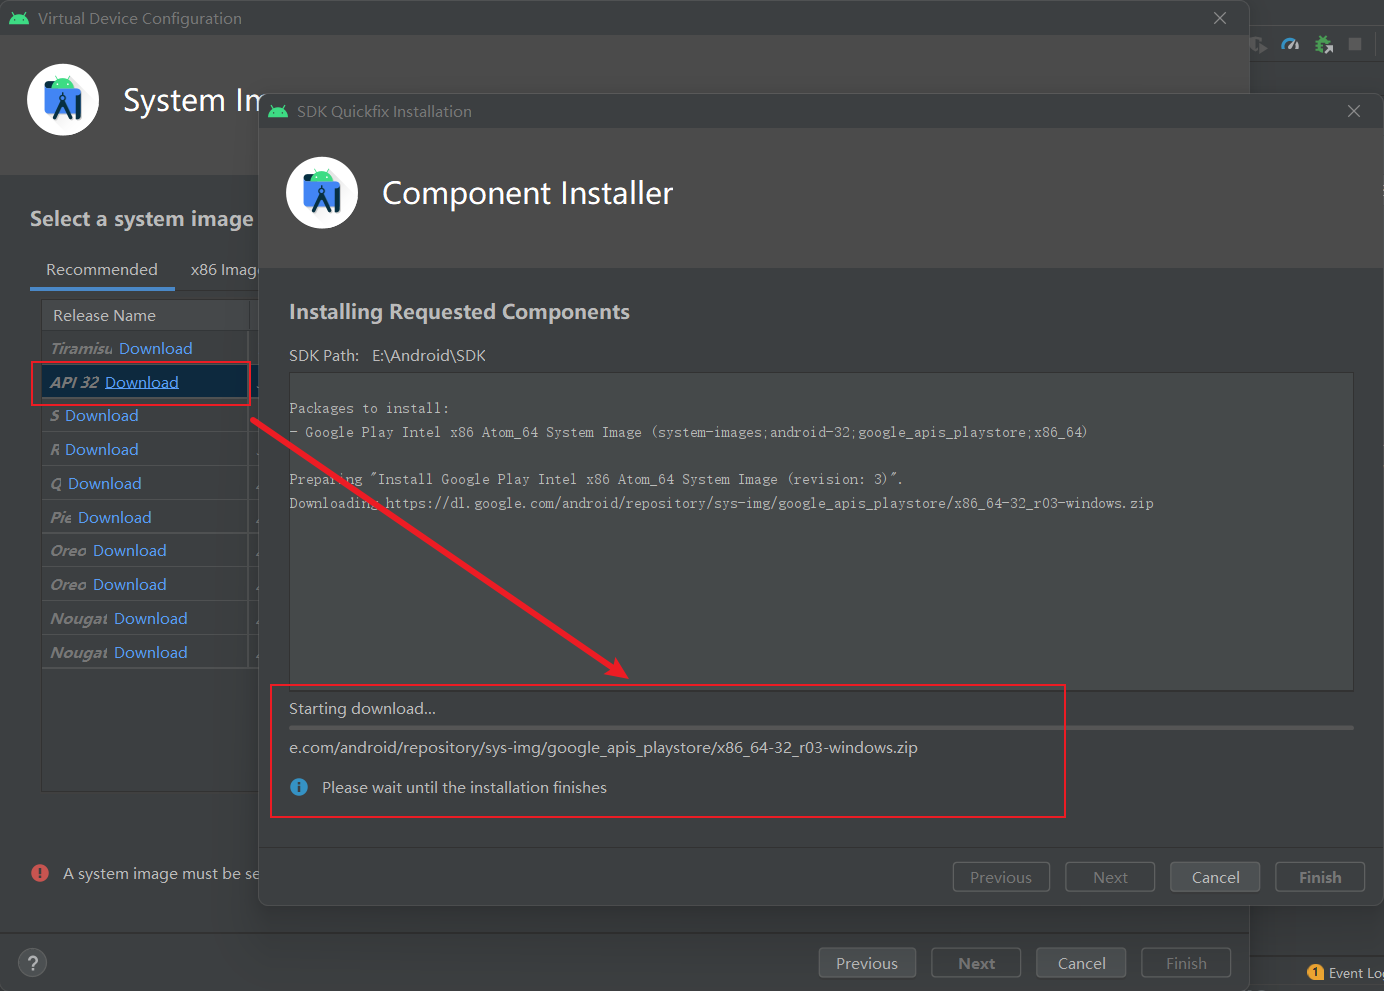 Virtual Device Configuration
System Im
SDK Quickfix Installation
Component Installer
Select a system image
Recommended
x86 Imag
Release Name
Tiramisu Download
API 32 Download
S Download
R Download
Q Download
Pie Download
Oreo Download
Oreo Download
Nougat Download
Nougat Download
Installing Requested Components
SDK Path: E:\Android\SDK
Packages to install:
- Google Play Intel x86 Atom_64 System Image (system-images;android-32;google_apis_playstore;x86_64)
Preparing "Install Google Play Intel x86 Atom_64 System Image (revision: 3)".
Downloading https://dl.google.com/android/repository/sys-img/google_apis_playstore/x86_64-32_r03-windows.zip
Starting download...
e.com/android/repository/sys-img/google_apis_playstore/x86_64-32_r03-windows.zip
Please wait until the installation finishes
A system image must be se
Previous
Next
Cancel
Finish
?
Previous
Next
Cancel
Finish
1 Event Lo